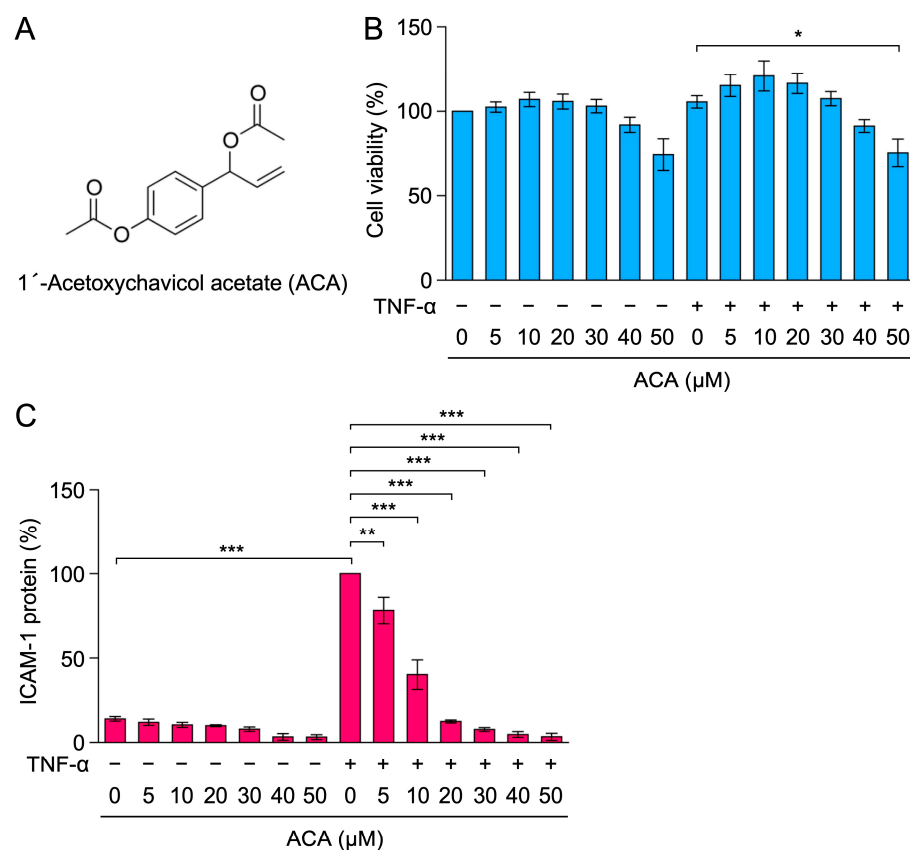 A
O
O
O
O
1´-Acetoxychavicol acetate (ACA)
B
Cell viability (%)
150
100
50
0
*
TNF-α – – – – – – – + + + + + + +
0 5 10 20 30 40 50 0 5 10 20 30 40 50
ACA (µM)
C
ICAM-1 protein (%)
150
100
50
0
***
***
***
***
***
**
***
TNF-α – – – – – – – + + + + + + +
0 5 10 20 30 40 50 0 5 10 20 30 40 50
ACA (µM)